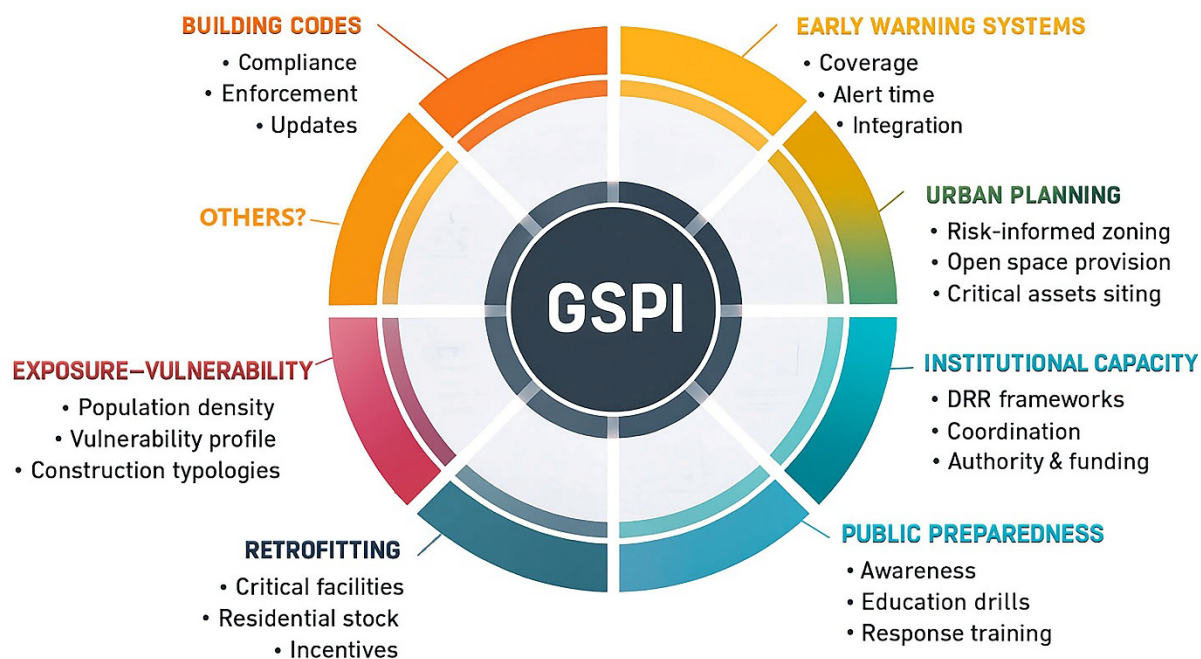 BUILDING CODES
• Compliance
• Enforcement
• Updates
EARLY WARNING SYSTEMS
• Coverage
• Alert time
• Integration
OTHERS?
URBAN PLANNING
• Risk-informed zoning
• Open space provision
• Critical assets siting
GSPI
EXPOSURE–VULNERABILITY
• Population density
• Vulnerability profile
• Construction typologies
INSTITUTIONAL CAPACITY
• DRR frameworks
• Coordination
• Authority & funding
RETROFITTING
• Critical facilities
• Residential stock
• Incentives
PUBLIC PREPAREDNESS
• Awareness
• Education drills
• Response training